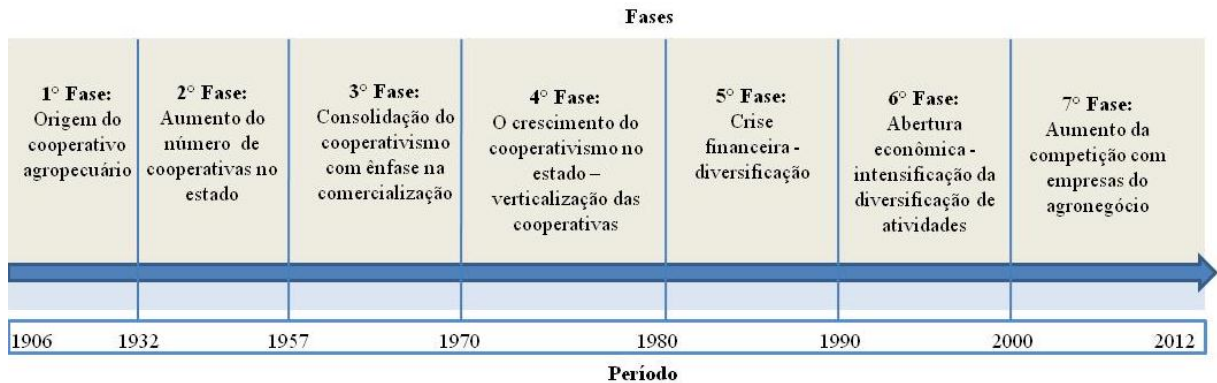 Fases
1° Fase:
Origem do
cooperativo
agropecuário
2° Fase:
Aumento do
número de
cooperativas no
estado
3° Fase:
Consolidação do
cooperativismo
com ênfase na
comercialização
4° Fase:
O crescimento do
cooperativismo no
estado –
verticalização das
cooperativas
5° Fase:
Crise
financeira -
diversificação
6° Fase:
Abertura
econômica -
intensificação da
diversificação de
atividades
7° Fase:
Aumento da
competição com
empresas do
agronegócio
1906 1932 1957 1970 1980 1990 2000 2012
Período